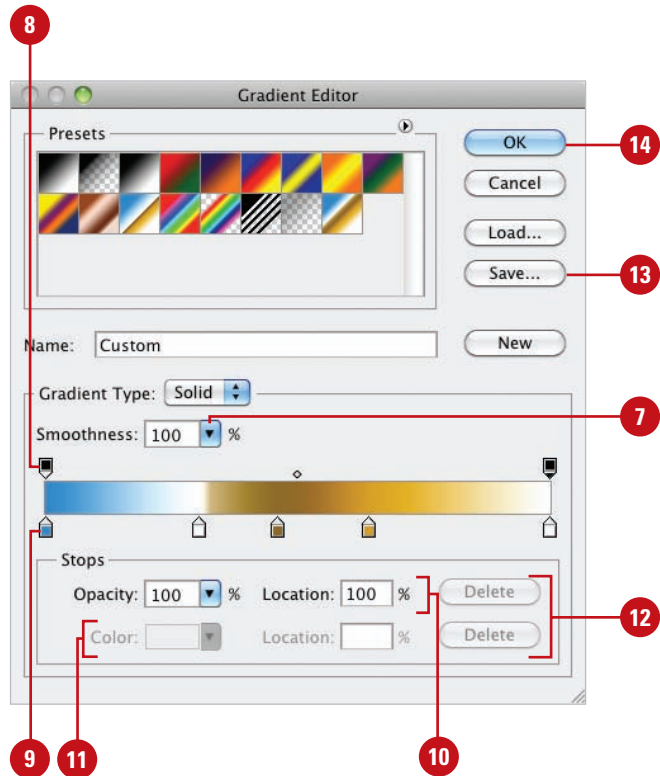 8
Gradient Editor
Presets
OK
14
Cancel
Load...
Save...
13
Name: Custom
New
Gradient Type: Solid
7
Smoothness: 100 %
8
Stops
Opacity: 100 % Location: 100 % Delete
12
Color: Location: % Delete
9
11
10